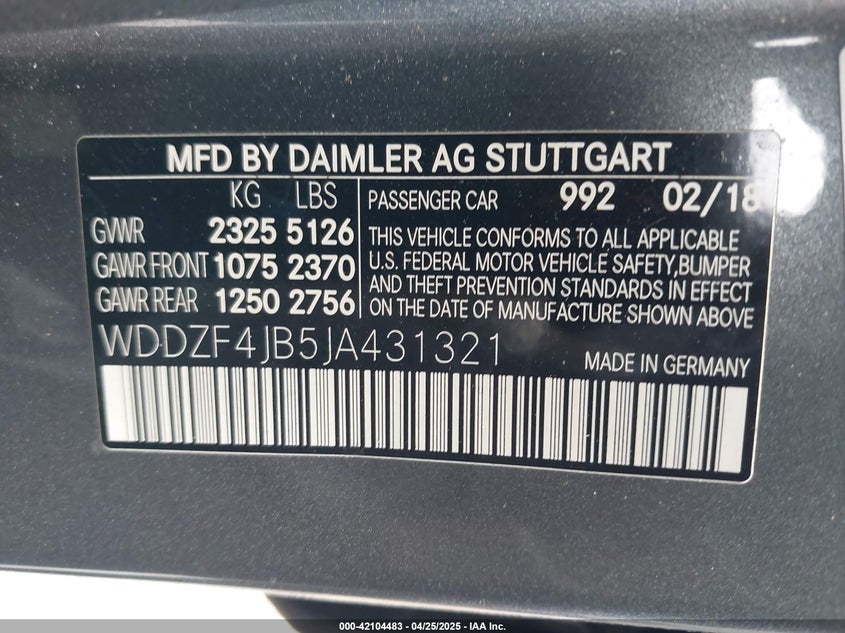 MFD BY DAIMLER AG STUTTGART
KG LBS
GVWR 2325 5126
GAWR FRONT 1075 2370
GAWR REAR 1250 2756
PASSENGER CAR 992 02/18
THIS VEHICLE CONFORMS TO ALL APPLICABLE
U.S. FEDERAL MOTOR VEHICLE SAFETY,BUMPER
AND THEFT PREVENTION STANDARDS IN EFFECT
ON THE DATE OF MANUFACTURE SHOWN ABOVE
WDDZF4JB5JA431321
MADE IN GERMANY
000-42104483 - 04/25/2025 - IAA Inc.